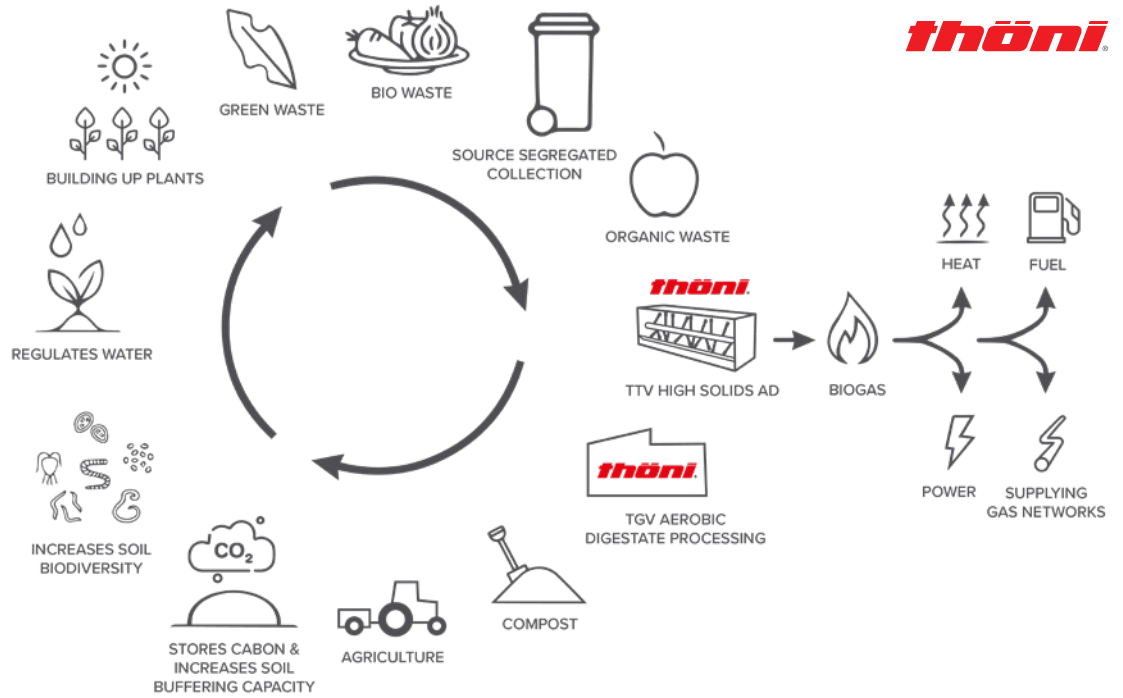 thöni®
GREEN WASTE
BIO WASTE
SOURCE SEGREGATED
COLLECTION
BUILDING UP PLANTS
ORGANIC WASTE
HEAT
FUEL
thöni®
REGULATES WATER
TTV HIGH SOLIDS AD
BIOGAS
thöni®
POWER
SUPPLYING
GAS NETWORKS
TGV AEROBIC
DIGESTATE PROCESSING
INCREASES SOIL
BIODIVERSITY
CO2
COMPOST
STORES CABON &
INCREASES SOIL
BUFFERING CAPACITY
AGRICULTURE